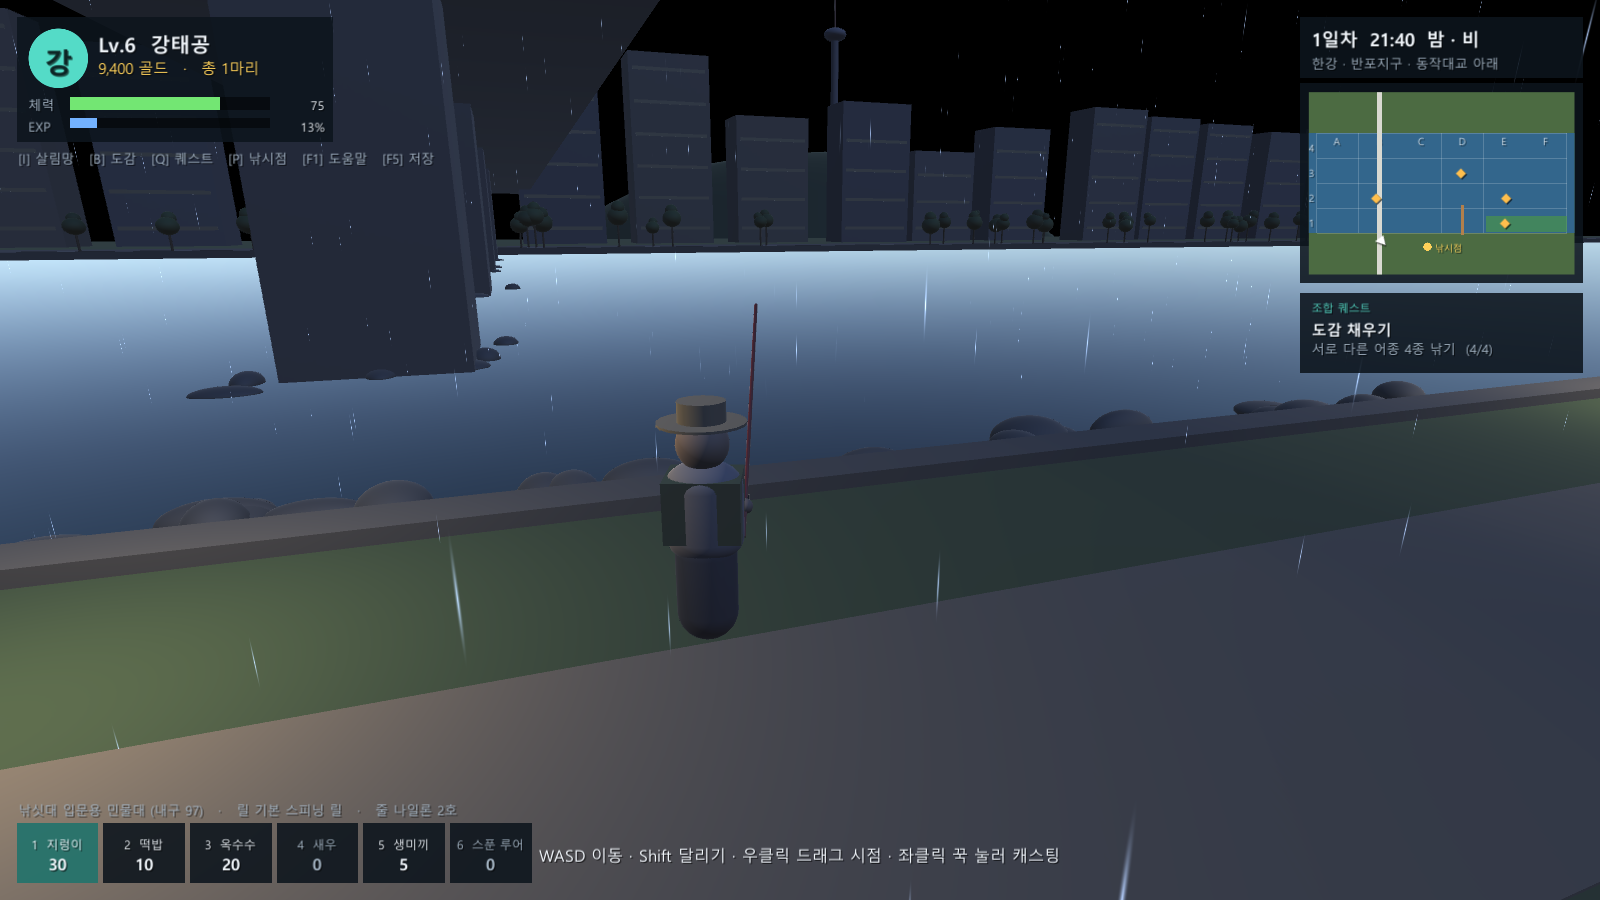 강
Lv.6 강태공
9,400 골드 · 총 1마리
체력 75
EXP 13%
[I] 살림망 [B] 도감 [Q] 퀘스트 [P] 낚시점 [F1] 도움말 [F5] 저장
1일차 21:40 밤 · 비
한강 · 반포지구 · 동작대교 아래
A C D E F
4
3
2
1
낚시점
조합 퀘스트
도감 채우기
서로 다른 어종 4종 낚기 (4/4)
낚싯대 입문용 민물대 (내구 97) · 릴 기본 스피닝 릴 · 줄 나일론 2호
1 지렁이 2 떡밥 3 옥수수 4 새우 5 생미끼 6 스푼 루어
30 10 20 0 5 0
WASD 이동 · Shift 달리기 · 우클릭 드래그 시점 · 좌클릭 꾹 눌러 캐스팅